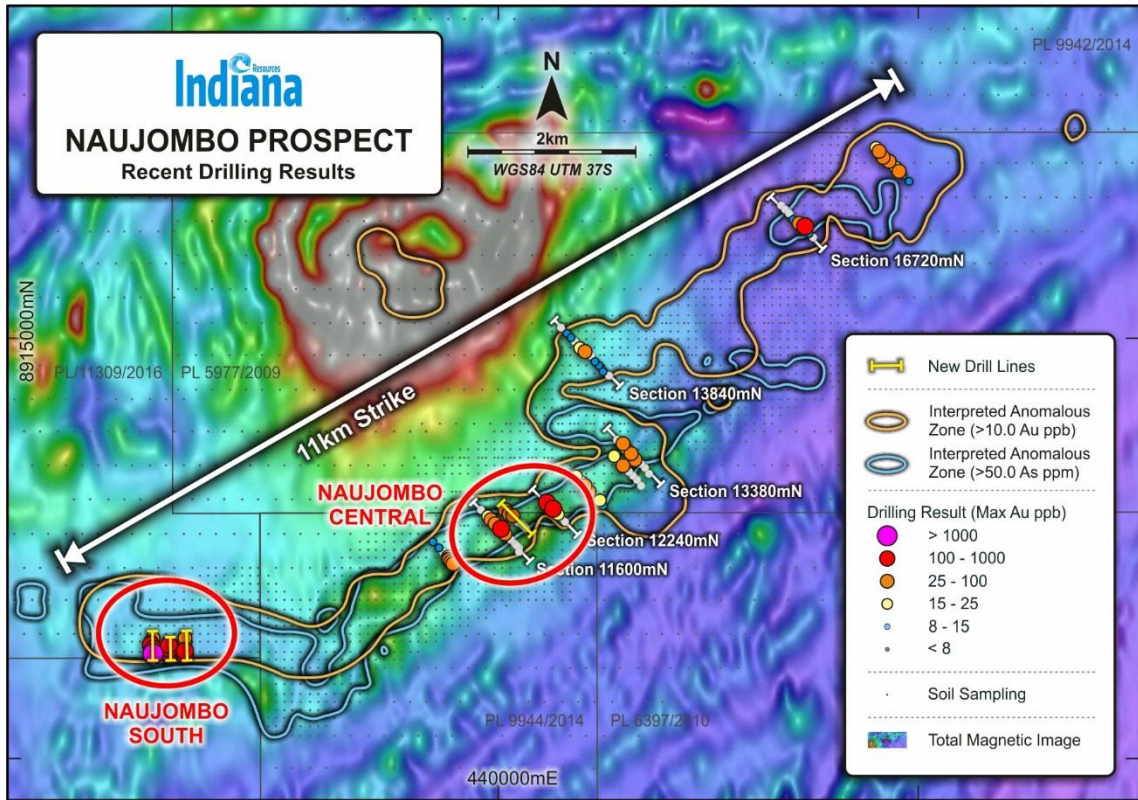 Resources
Indiana
NAUJOMBO PROSPECT
Recent Drilling Results
N
2km
WGS84 UTM 37S
PL 9942/2014
8915000mN
PL/11309/2016
PL 5977/2009
11km Strike
Section 16720mN
Section 13840mN
Section 13380mN
NAUJOMBO
CENTRAL
Section 12240mN
Section 11600mN
NAUJOMBO
SOUTH
PL 9944/2014
PL 6397/2010
440000mE
New Drill Lines
Interpreted Anomalous
Zone (>10.0 Au ppb)
Interpreted Anomalous
Zone (>50.0 As ppm)
Drilling Result (Max Au ppb)
> 1000
100 - 1000
25 - 100
15 - 25
8 - 15
< 8
Soil Sampling
Total Magnetic Image